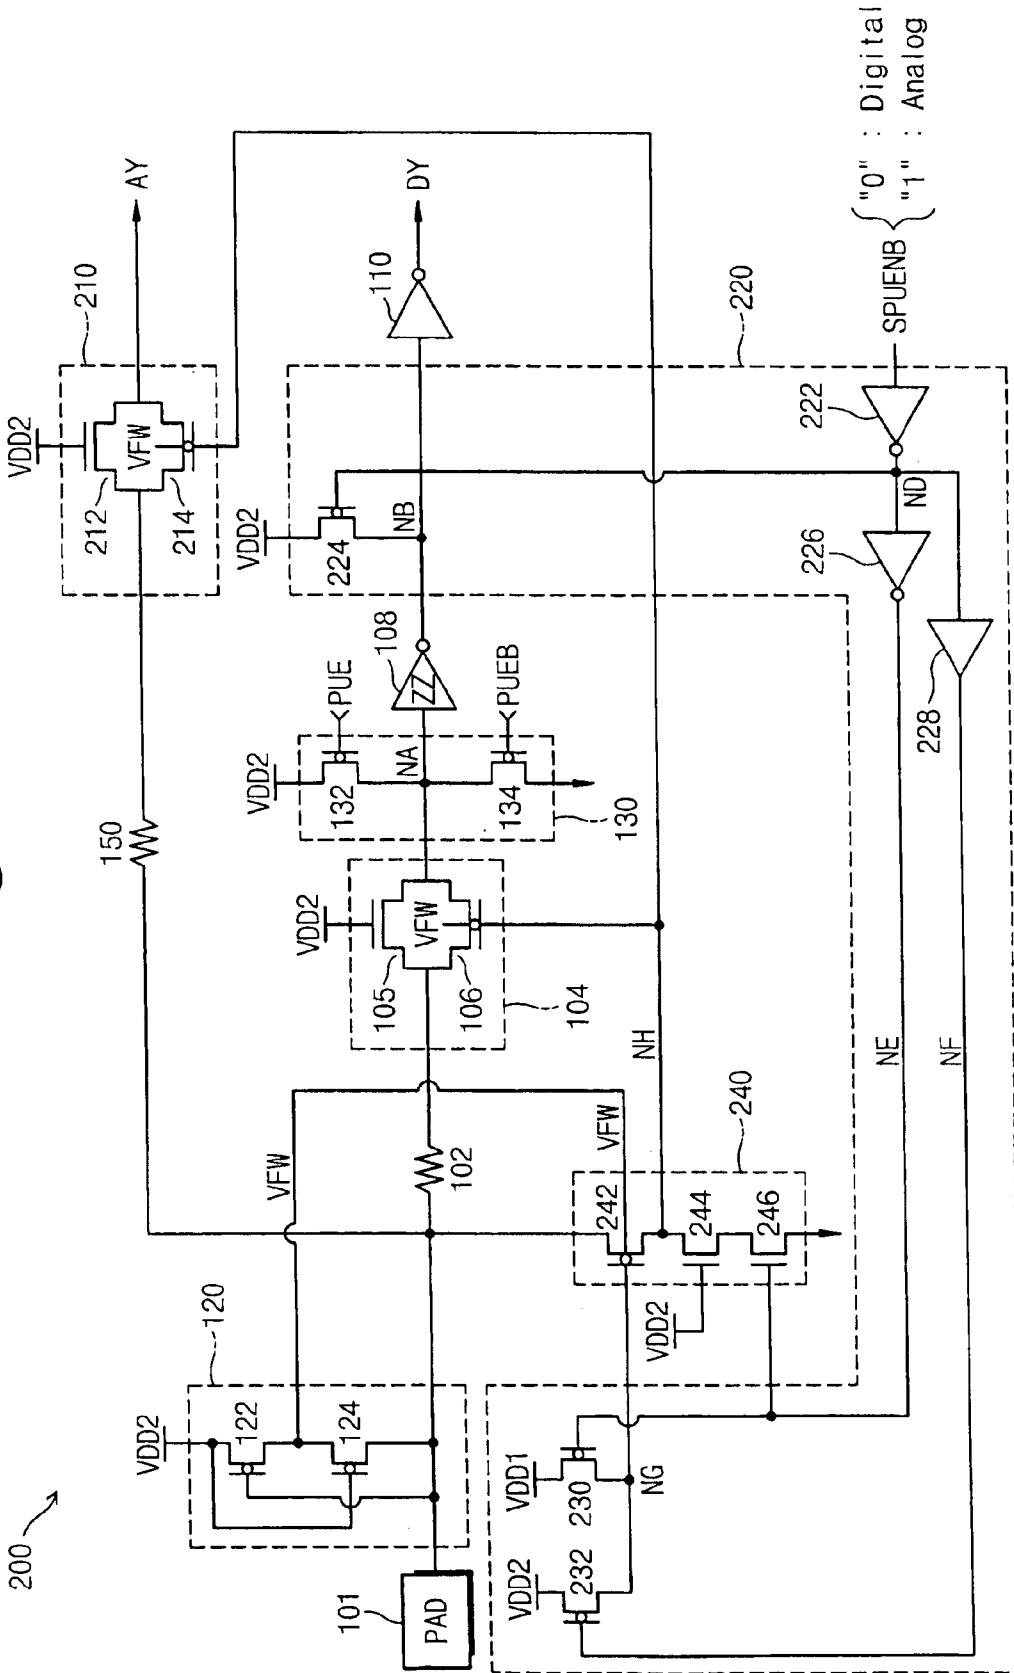 200
101
PAD
VDD2
122
124
120
VFW
102
150
VDD2
105
VFW
106
104
VDD2
132
PUE
NA
134
PUEB
130
ZZ
108
VDD2
224
NB
110
DY
VDD2
212
VFW
214
210
AY
NH
VFW
242
244
246
240
VDD2
VDD1
230
NG
VDD2
232
NE
NF
228
226
ND
222
220
SPUENB
"0" : Digital
"1" : Analog